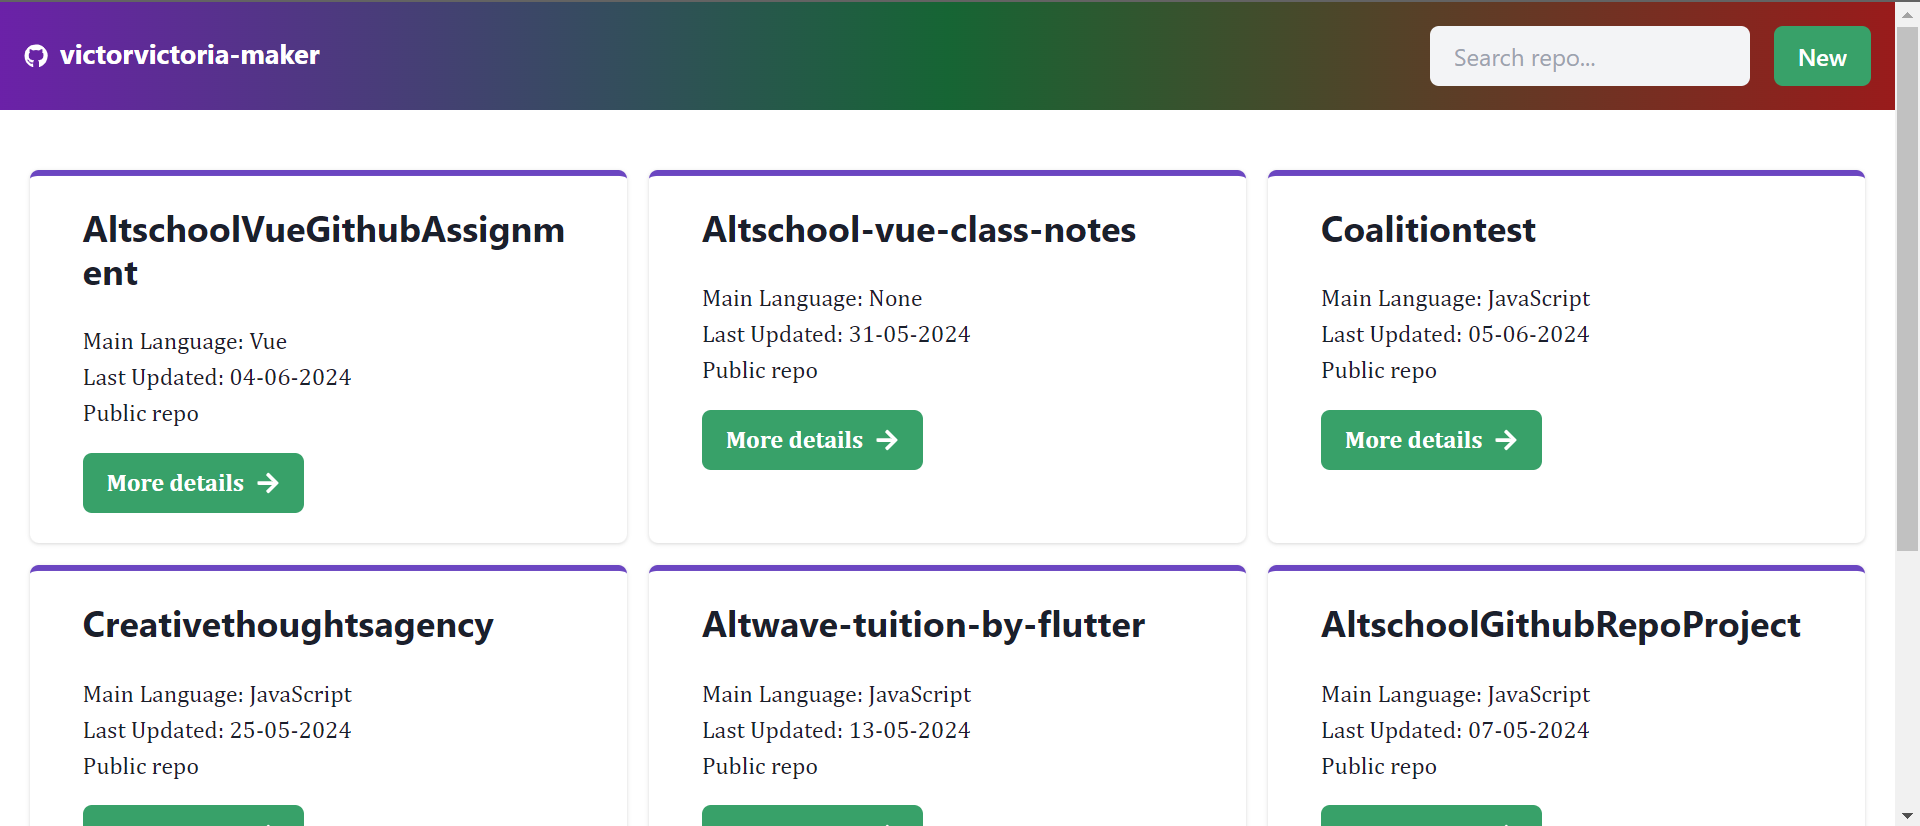 victorvictoria-maker
Search repo...
New
AltschoolVueGithubAssignm
ent
Main Language: Vue
Last Updated: 04-06-2024
Public repo
More details
Altschool-vue-class-notes
Main Language: None
Last Updated: 31-05-2024
Public repo
More details
Coalitiontest
Main Language: JavaScript
Last Updated: 05-06-2024
Public repo
More details
Creativethoughtsagency
Main Language: JavaScript
Last Updated: 25-05-2024
Public repo
Altwave-tuition-by-flutter
Main Language: JavaScript
Last Updated: 13-05-2024
Public repo
AltschoolGithubRepoProject
Main Language: JavaScript
Last Updated: 07-05-2024
Public repo